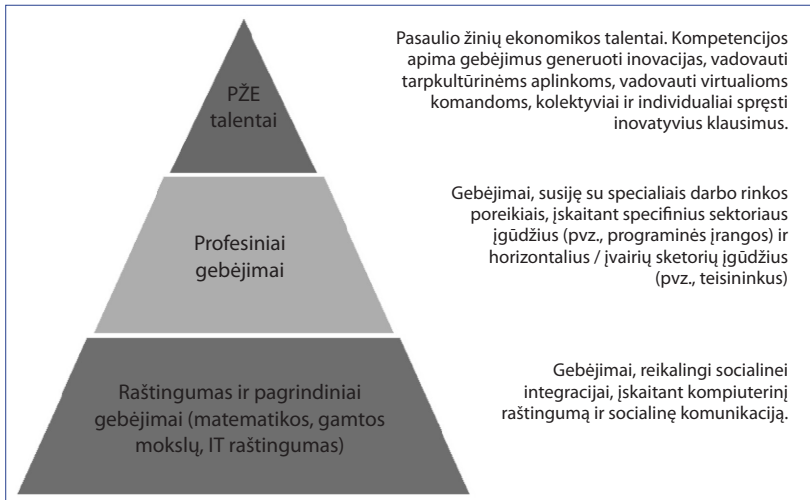 PŽE
talentai
Pasaulio žinių ekonomikos talentai. Kompetencijos
apima gebėjimus generuoti inovacijas, vadovauti
tarpkultūrinėms aplinkoms, vadovauti virtualioms
komandoms, kolektyviai ir individualiai spręsti
inovatyvius klausimus.
Profesiniai
gebėjimai
Gebėjimai, susiję su specialiais darbo rinkos
poreikiais, įskaitant specifinius sektoriaus
įgūdžius (pvz., programinės įrangos) ir
horizontalius / įvairių sketorių įgūdžius
(pvz., teisininkus)
Raštingumas ir pagrindiniai
gebėjimai (matematikos, gamtos
mokslų, IT raštingumas)
Gebėjimai, reikalingi socialinei
integracijai, įskaitant kompiuterinį
raštingumą ir socialinę komunikaciją.